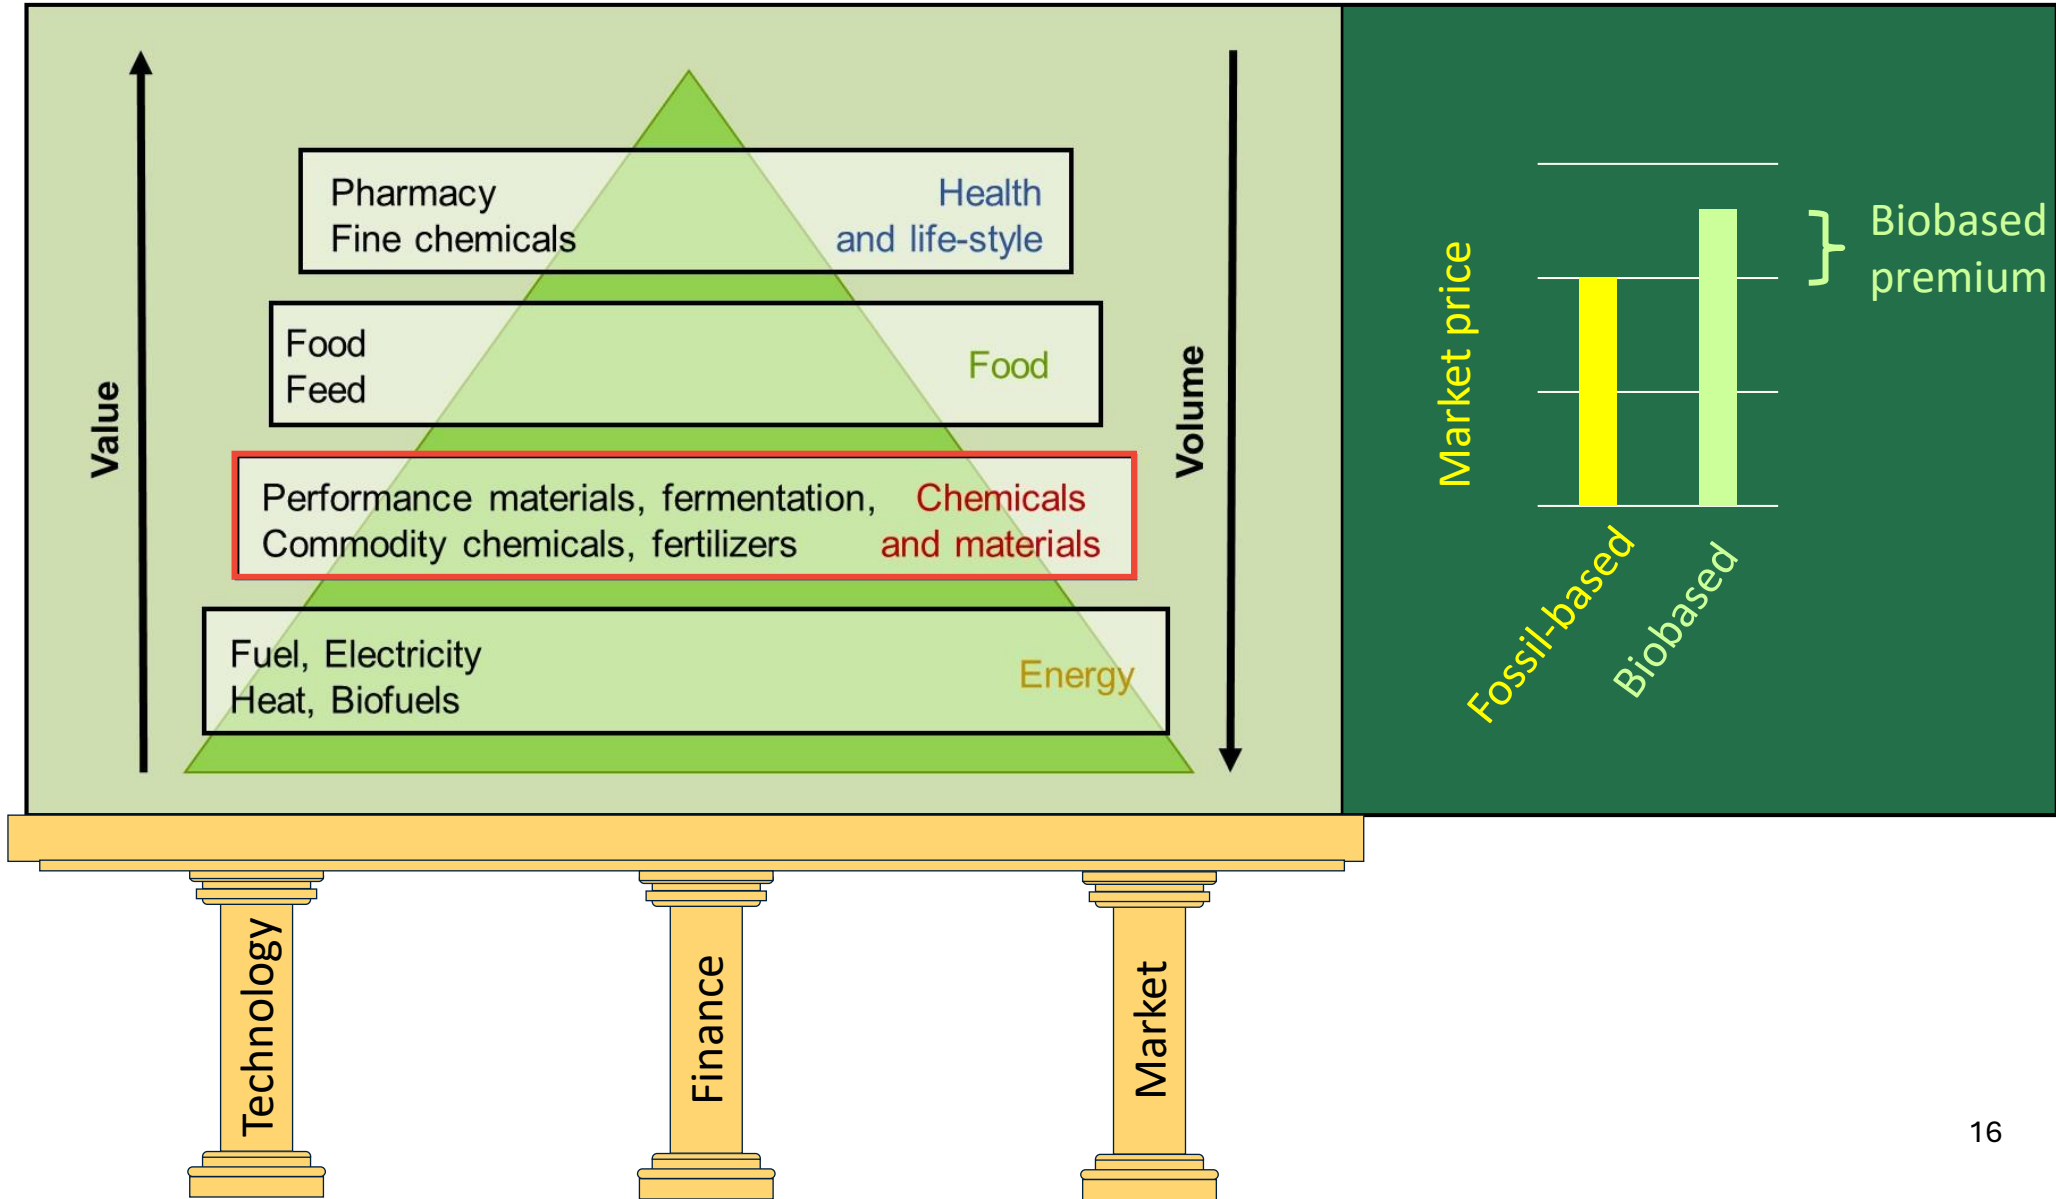 Value
Pharmacy
Fine chemicals
Health
and life-style
Food
Feed
Food
Performance materials, fermentation,
Commodity chemicals, fertilizers
Chemicals
and materials
Fuel, Electricity
Heat, Biofuels
Energy
Volume
Market price
Biobased
premium
Fossil-based
Biobased
Technology
Finance
Market
16